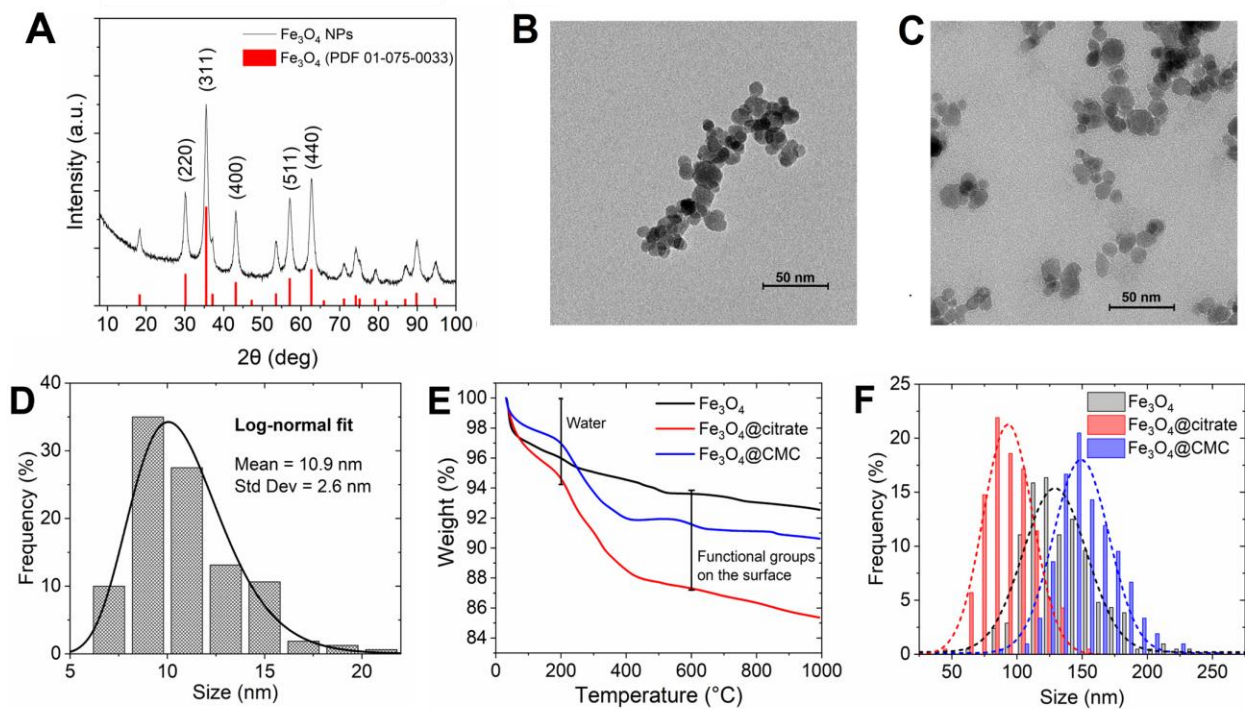 A
Fe₃O₄ NPs
Fe₃O₄ (PDF 01-075-0033)
(220)
(311)
(400)
(511)
(440)
Intensity (a.u.)
10 20 30 40 50 60 70 80 90 100
2θ (deg)
B
50 nm
C
50 nm
D
40
30
20
10
0
Frequency (%)
Log-normal fit
Mean = 10.9 nm
Std Dev = 2.6 nm
5 10 15 20
Size (nm)
E
100
98
96
94
92
90
88
86
84
Weight (%)
Water
Fe₃O₄
Fe₃O₄@citrate
Fe₃O₄@CMC
Functional groups
on the surface
0 200 400 600 800 1000
Temperature (°C)
F
25
20
15
10
5
0
Frequency (%)
Fe₃O₄
Fe₃O₄@citrate
Fe₃O₄@CMC
50 100 150 200 250
Size (nm)